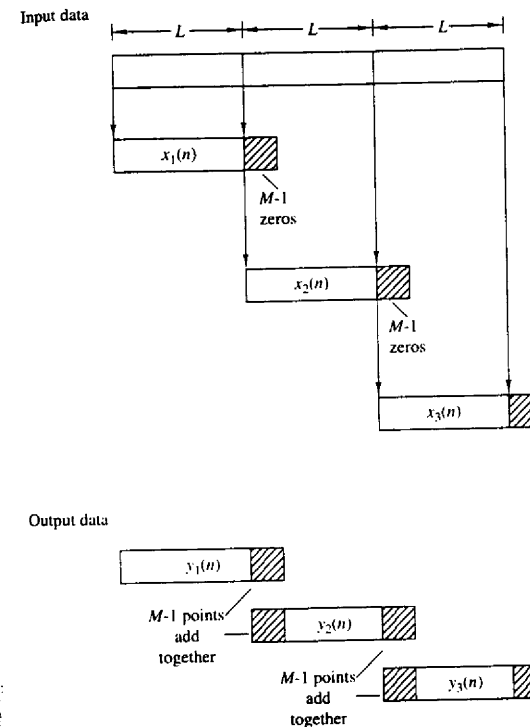 Input data
L L L
x₁(n)
M-1
zeros
x₂(n)
M-1
zeros
x₃(n)
Output data
y₁(n)
M-1 points
add
together
y₂(n)
M-1 points
add
together
y₃(n)